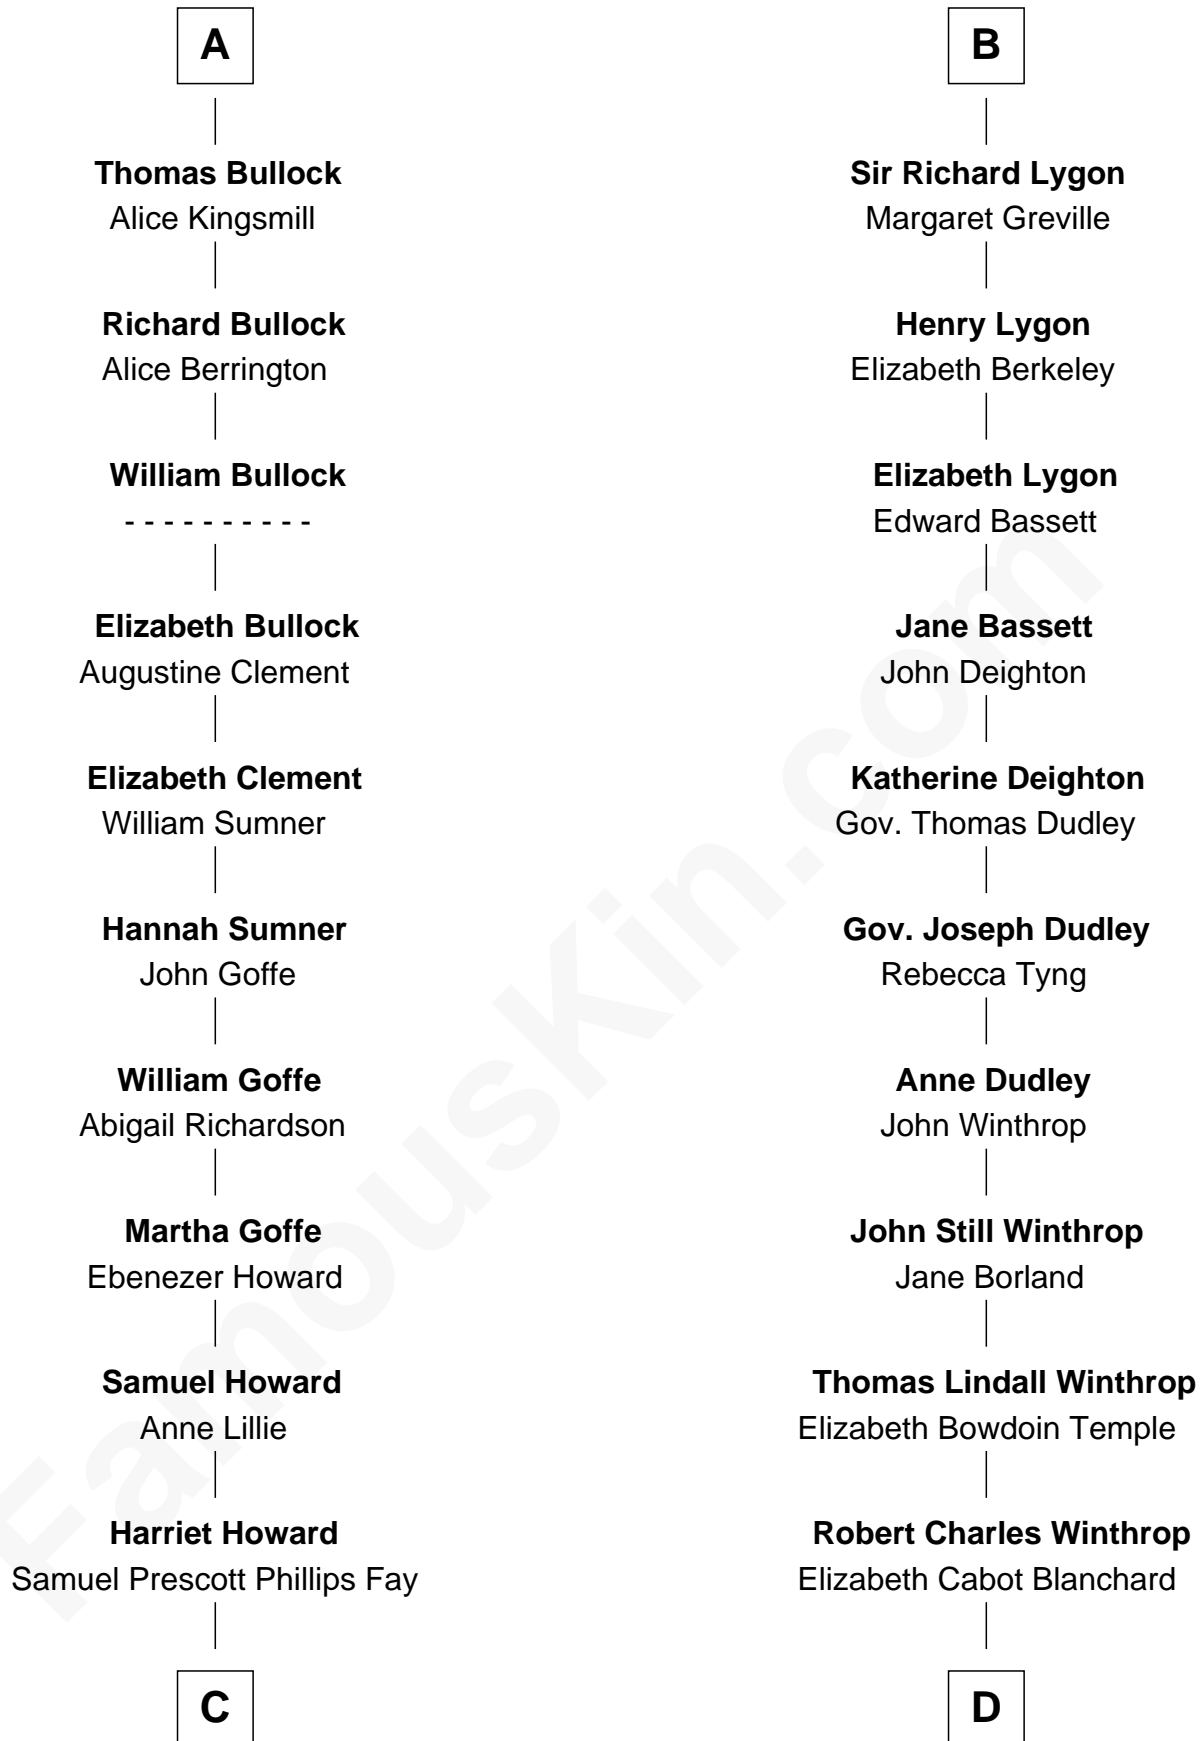 A
Thomas Bullock
Alice Kingsmill
Richard Bullock
Alice Berrington
William Bullock
- - - - - - - - - -
Elizabeth Bullock
Augustine Clement
Elizabeth Clement
William Sumner
Hannah Sumner
John Goffe
William Goffe
Abigail Richardson
Martha Goffe
Ebenezer Howard
Samuel Howard
Anne Lillie
Harriet Howard
Samuel Prescott Phillips Fay
C
B
Sir Richard Lygon
Margaret Greville
Henry Lygon
Elizabeth Berkeley
Elizabeth Lygon
Edward Bassett
Jane Bassett
John Deighton
Katherine Deighton
Gov. Thomas Dudley
Gov. Joseph Dudley
Rebecca Tyng
Anne Dudley
John Winthrop
John Still Winthrop
Jane Borland
Thomas Lindall Winthrop
Elizabeth Bowdoin Temple
Robert Charles Winthrop
Elizabeth Cabot Blanchard
D
FamousKin.com